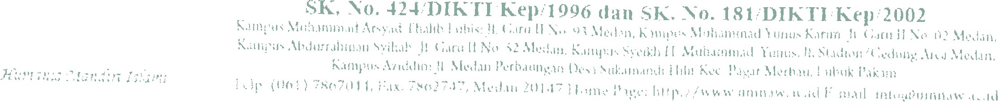 SK. No. 424/DIKTI/Kep/1996 dan SK. No. 181/DIKTI/Kep/2002
Kampus Muhammad Arsyad Thalib Lubis: Jl. Garu II No. 93 Medan, Kampus Muhammad Yunus Karim Jl. Garu II No. 02 Medan,
Kampus Abdurrahman Syihab Jl. Garu II No. 52 Medan, Kampus Syeikh H. Muhammad Yunus, Jl. Stadion/Gedung Arca Medan,
Kampus Aziddin: Jl. Medan Perbaungan Desa Sukamandi Hilir Kec. Pagar Merbau, Lubuk Pakam
Humanis Mandiri Islami
Telp. (061) 7867044, Fax. 7862747, Medan 20147 Home Page: http://www.umnaw.ac.id E-mail: info@umnaw.ac.id